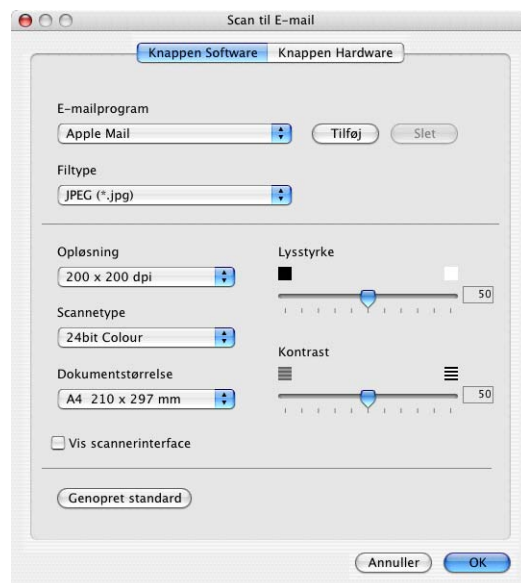 Scan til E-mail
Knappen Software Knappen Hardware
E-mailprogram
Apple Mail Tilføj Slet
Filtype
JPEG (*.jpg)
Opløsning
200 x 200 dpi
Scannetype
24bit Colour
Dokumentstørrelse
A4 210 x 297 mm
Lysstyrke
50
Kontrast
50
Vis scannerinterface
Genopret standard
Annuller OK